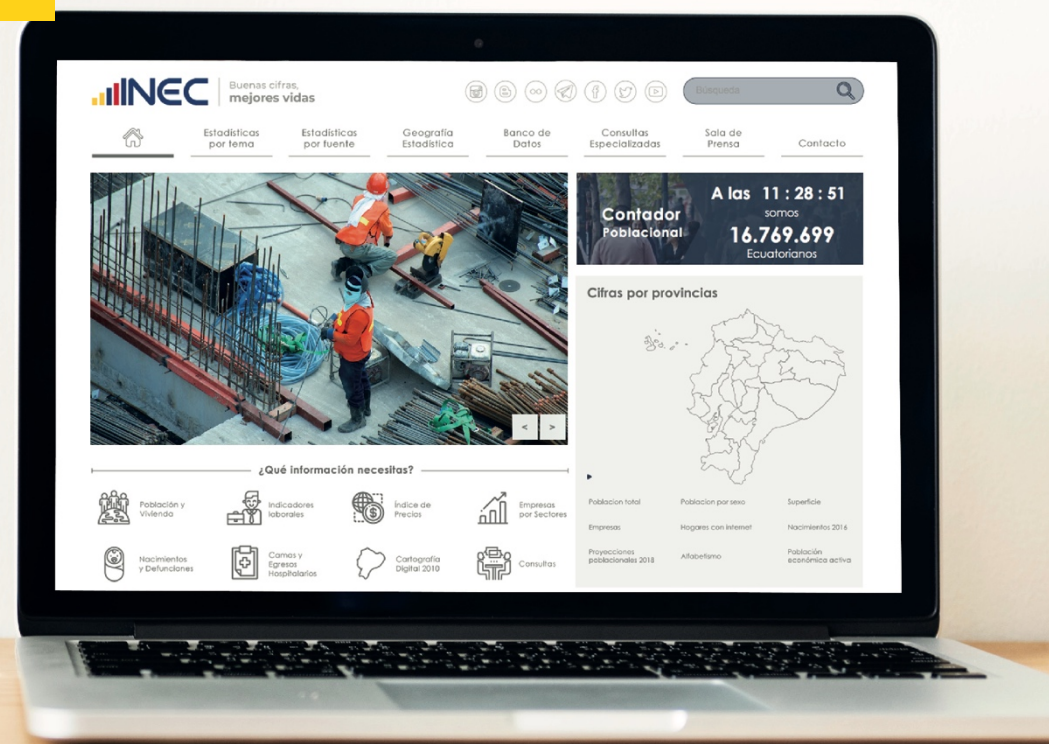 INEC
Buenas cifras,
mejores vidas
Búsqueda
Estadísticas
por tema
Estadísticas
por fuente
Geografía
Estadística
Banco de
Datos
Consultas
Especializadas
Sala de
Prensa
Contacto
Contador
Poblacional
A las 11 : 28 : 51
somos
16.769.699
Ecuatorianos
Cifras por provincias
< >
¿Qué información necesitas?
Población y
Vivienda
Indicadores
laborales
Índice de
Precios
Empresas
por Sectores
Nacimientos
y Defunciones
Camas y
Egresos
Hospitalarios
Cartografía
Digital 2010
Consultas
Poblacion total
Poblacion por sexo
Superficie
Empresas
Hogares con internet
Nacimientos 2016
Proyecciones
poblacionales 2018
Alfabetismo
Población
económica activa